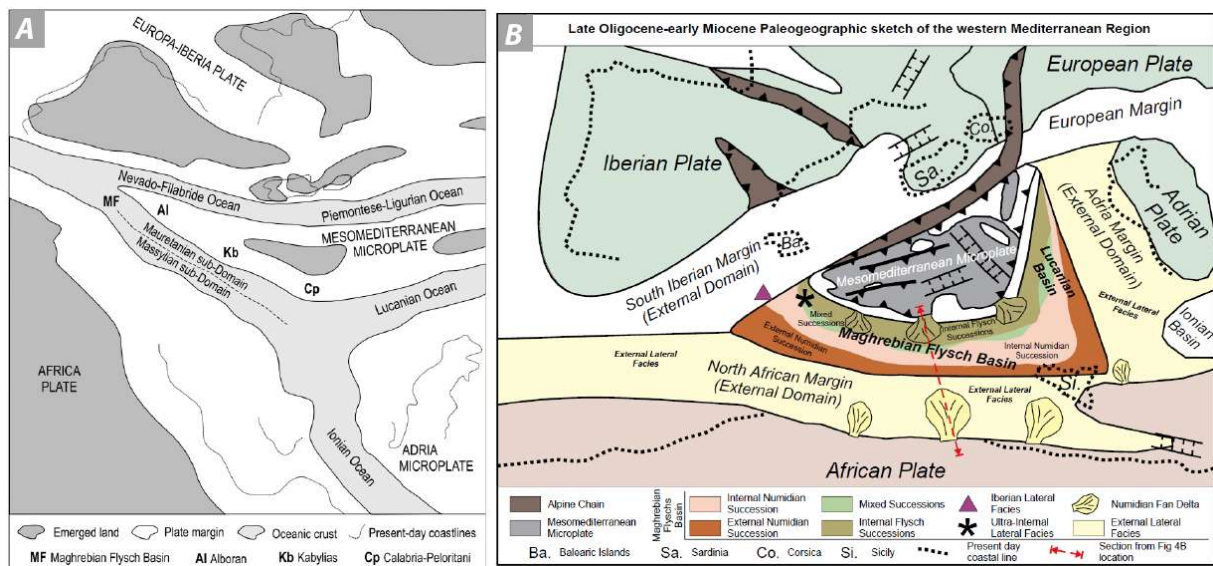 A
EUROPA-IBERIA PLATE
Nevado-Filabride Ocean
Piemontese-Ligurian Ocean
MF
Al
MESOMEDITERRANEAN
MICROPLATE
Mauretanian sub-Domain
Massylian sub-Domain
Kb
Cp
Lucanian Ocean
AFRICA
PLATE
Ionian Ocean
ADRIA
MICROPLATE
Emerged land
Plate margin
Oceanic crust
Present-day coastlines
MF Maghrebian Flysch Basin
Al Alboran
Kb Kabylias
Cp Calabria-Peloritani
B
Late Oligocene-early Miocene Paleogeographic sketch of the western Mediterranean Region
European Plate
European Margin
Iberian Plate
Co.
Sa.
Adria Margin
(External Domain)
Adrian
Plate
Ba.
South Iberian Margin
(External Domain)
Mesomediterranean Microplate
Lucanian
Basin
External Lateral
Facies
Ionian
Basin
Mixed
Successions
Internal Flysch
Successions
External Numidian
Succession
Maghrebian Flysch Basin
Internal Numidian
Succession
External Lateral
Facies
North African Margin
(External Domain)
External Lateral
Facies
Si.
African Plate
Alpine Chain
Mesomediterranean
Microplate
Maghrebian
Flyschs
Basin
Internal Numidian
Succession
External Numidian
Succession
Mixed Successions
Internal Flysch
Successions
Iberian Lateral
Facies
Ultra-Internal
Lateral Facies
Numidian Fan Delta
External Lateral
Facies
Ba. Balearic Islands
Sa. Sardinia
Co. Corsica
Si. Sicily
Present day
coastal line
Section from Fig 4B
location